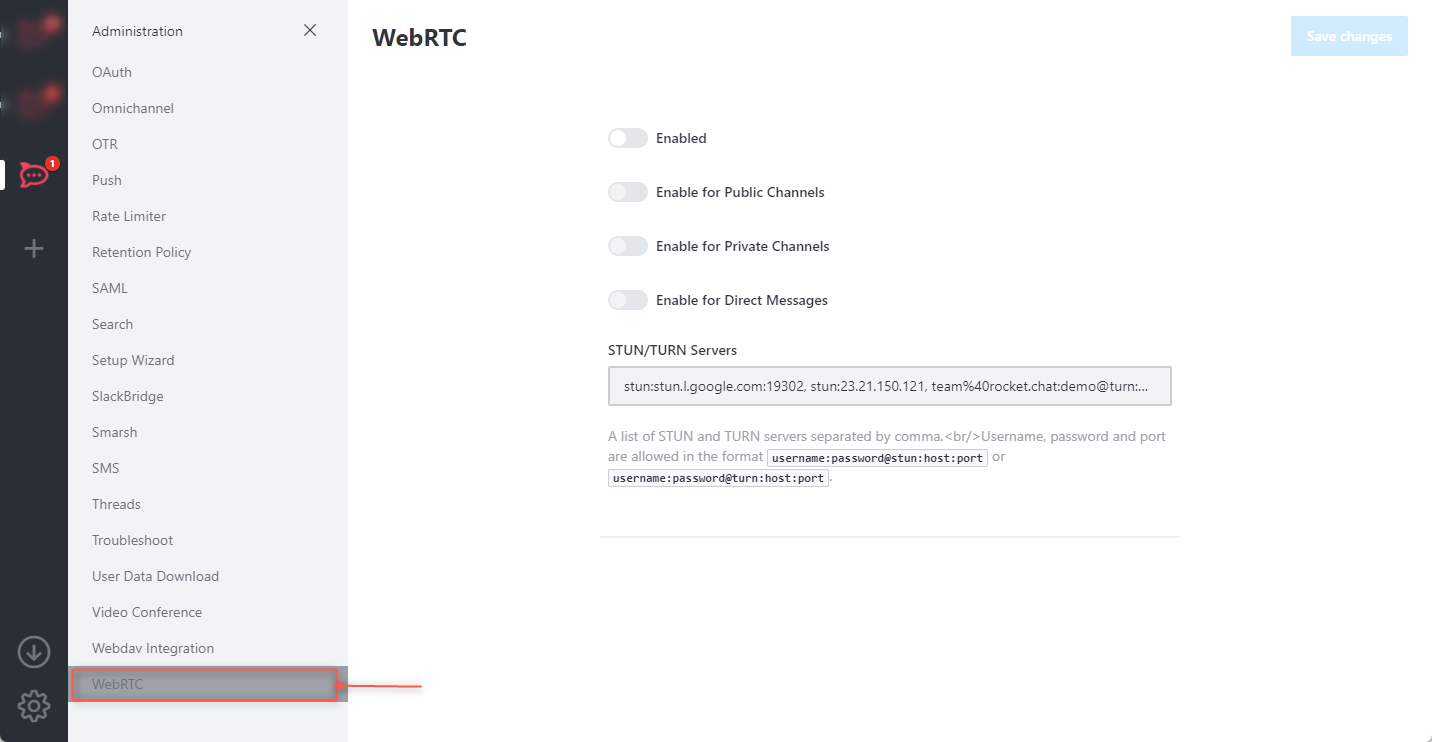 Administration
OAuth
Omnichannel
OTR
Push
Rate Limiter
Retention Policy
SAML
Search
Setup Wizard
SlackBridge
Smarsh
SMS
Threads
Troubleshoot
User Data Download
Video Conference
Webdav Integration
WebRTC
1
WebRTC
Save changes
Enabled
Enable for Public Channels
Enable for Private Channels
Enable for Direct Messages
STUN/TURN Servers
stun:stun.l.google.com:19302, stun:23.21.150.121, team%40rocket.chat:demo@turn:...
A list of STUN and TURN servers separated by comma.<br/>Username, password and port
are allowed in the format username:password@stun:host:port or
username:password@turn:host:port.